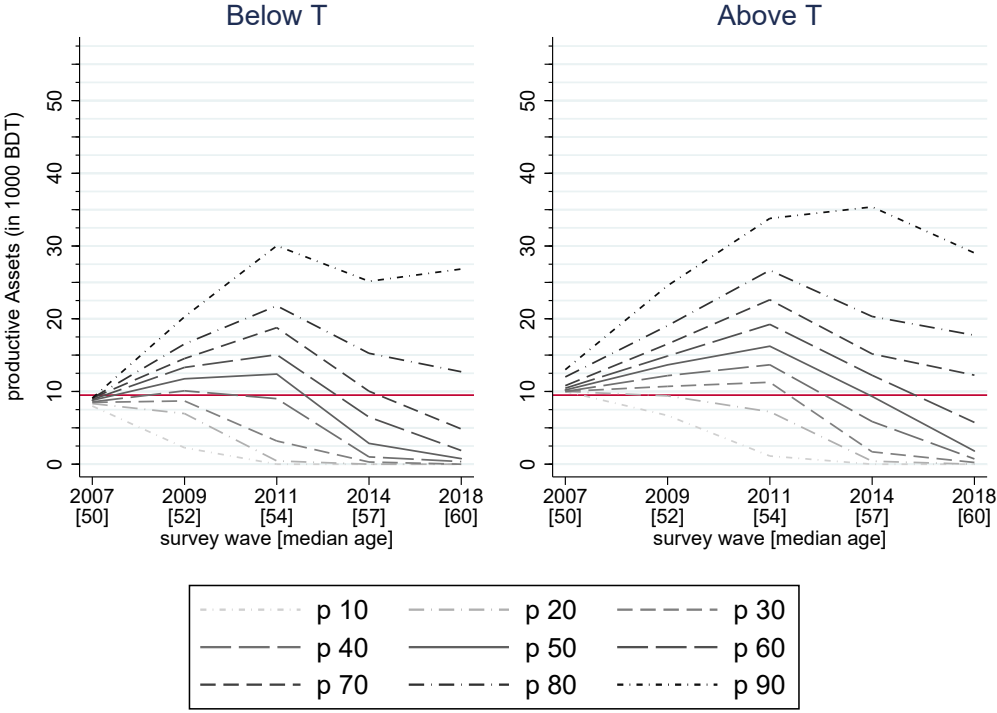 Below T
Above T
productive Assets (in 1000 BDT)
50
40
30
20
10
0
50
40
30
20
10
0
2007 2009 2011 2014 2018
[50] [52] [54] [57] [60]
survey wave [median age]
2007 2009 2011 2014 2018
[50] [52] [54] [57] [60]
survey wave [median age]
p 10 p 20 p 30
p 40 p 50 p 60
p 70 p 80 p 90